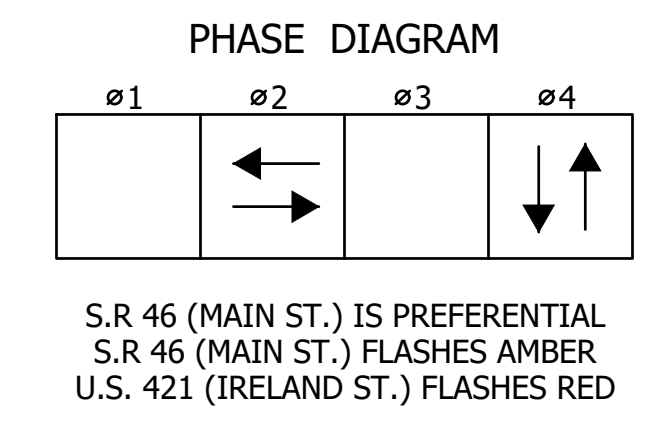 PHASE DIAGRAM
ø1 ø2 ø3 ø4
S.R 46 (MAIN ST.) IS PREFERENTIAL
S.R 46 (MAIN ST.) FLASHES AMBER
U.S. 421 (IRELAND ST.) FLASHES RED